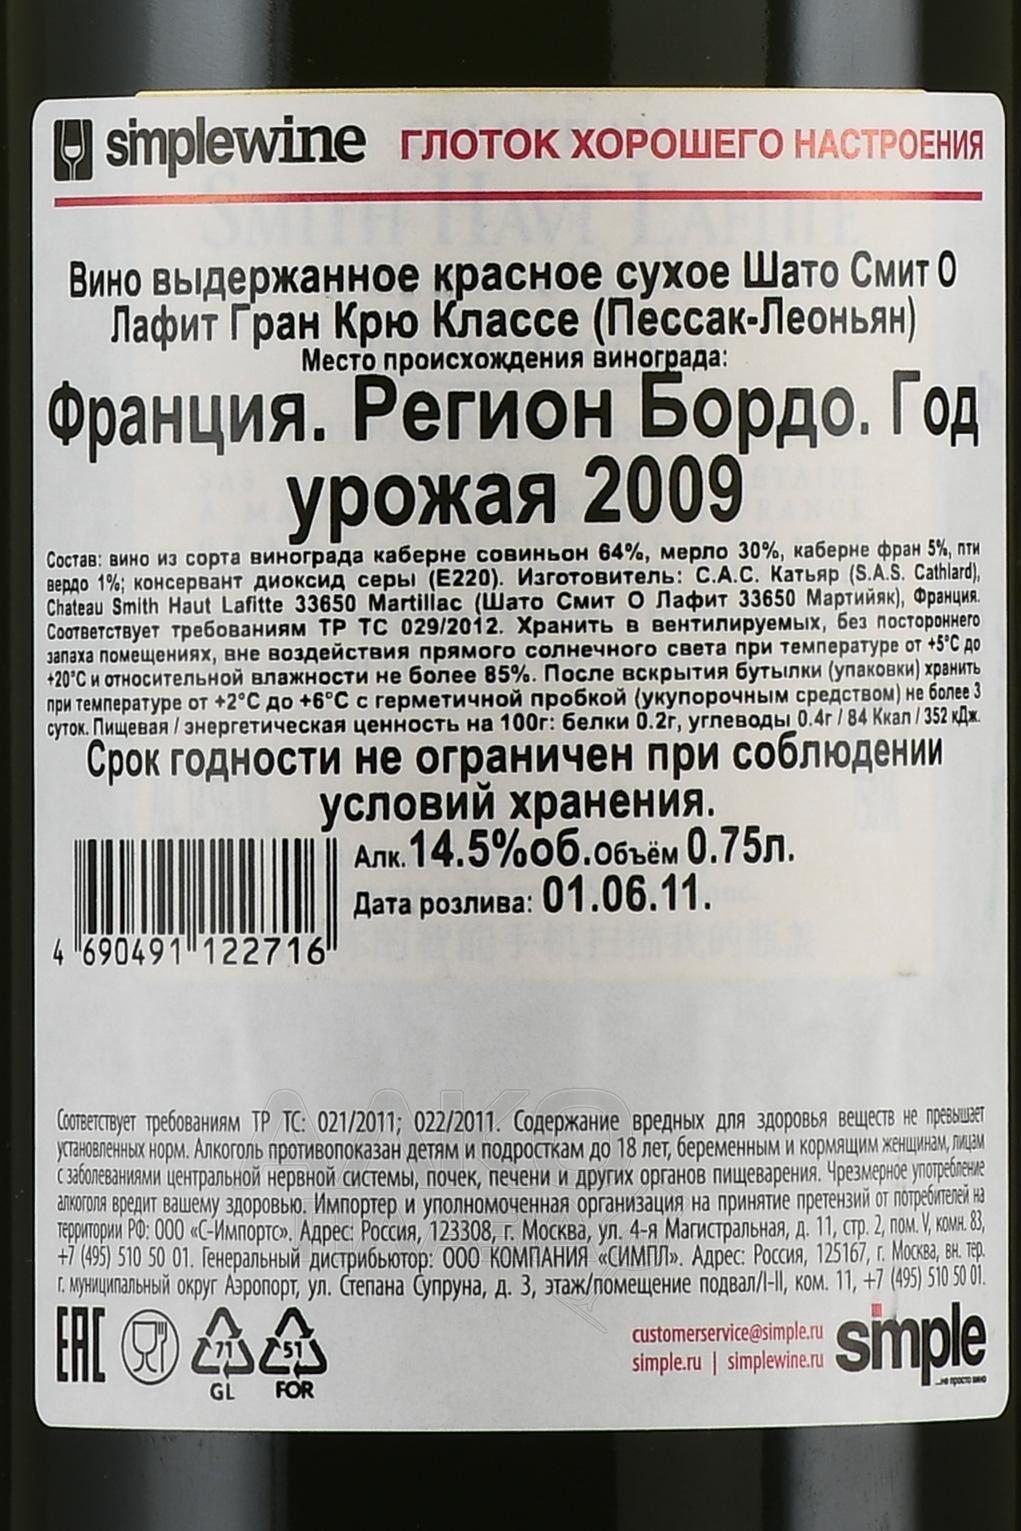 simplewine ГЛОТОК ХОРОШЕГО НАСТРОЕНИЯ
SMITH HAUT LAFITTE
Вино выдержанное красное сухое Шато Смит О
Лафит Гран Крю Классе (Пессак-Леоньян)
Место происхождения винограда:
Франция. Регион Бордо. Год
урожая 2009
Состав: вино из сорта винограда каберне совиньон 64%, мерло 30%, каберне фран 5%, пти
вердо 1%; консервант диоксид серы (E220). Изготовитель: С.А.С. Катьяр (S.A.S. Cathlard),
Chateau Smith Haut Lafitte 33650 Martillac (Шато Смит О Лафит 33650 Мартийяк), Франция.
Соответствует требованиям ТР ТС 029/2012. Хранить в вентилируемых, без постороннего
запаха помещениях, вне воздействия прямого солнечного света при температуре от +5°С до
+20°С и относительной влажности не более 85%. После вскрытия бутылки (упаковки) хранить
при температуре от +2°С до +6°С с герметичной пробкой (укупорочным средством) не более 3
суток. Пищевая / энергетическая ценность на 100г: белки 0.2г, углеводы 0.4г / 84 Ккал / 352 кДж.
Срок годности не ограничен при соблюдении
условий хранения.
Алк.14.5%об.Объём 0.75л.
Дата розлива: 01.06.11.
4 690491 122716
Соответствует требованиям ТР ТС: 021/2011; 022/2011. Содержание вредных для здоровья веществ не превышает
установленных норм. Алкоголь противопоказан детям и подросткам до 18 лет, беременным и кормящим женщинам, лицам
с заболеваниями центральной нервной системы, почек, печени и других органов пищеварения. Чрезмерное употребление
алкоголя вредит вашему здоровью. Импортер и уполномоченная организация на принятие претензий от потребителей на
территории РФ: ООО «С-Импортс». Адрес: Россия, 123308, г. Москва, ул. 4-я Магистральная, д. 11, стр. 2, пом. V, комн. 83,
+7 (495) 510 50 01. Генеральный дистрибьютор: ООО КОМПАНИЯ «СИМПЛ». Адрес: Россия, 125167, г. Москва, вн. тер.
г. муниципальный округ Аэропорт, ул. Степана Супруна, д. 3, этаж/помещение подвал/I-II, ком. 11, +7 (495) 510 50 01.
EAC 71 GL 51 FOR
customerservice@simple.ru
simple.ru | simplewine.ru
simple
...не просто вино